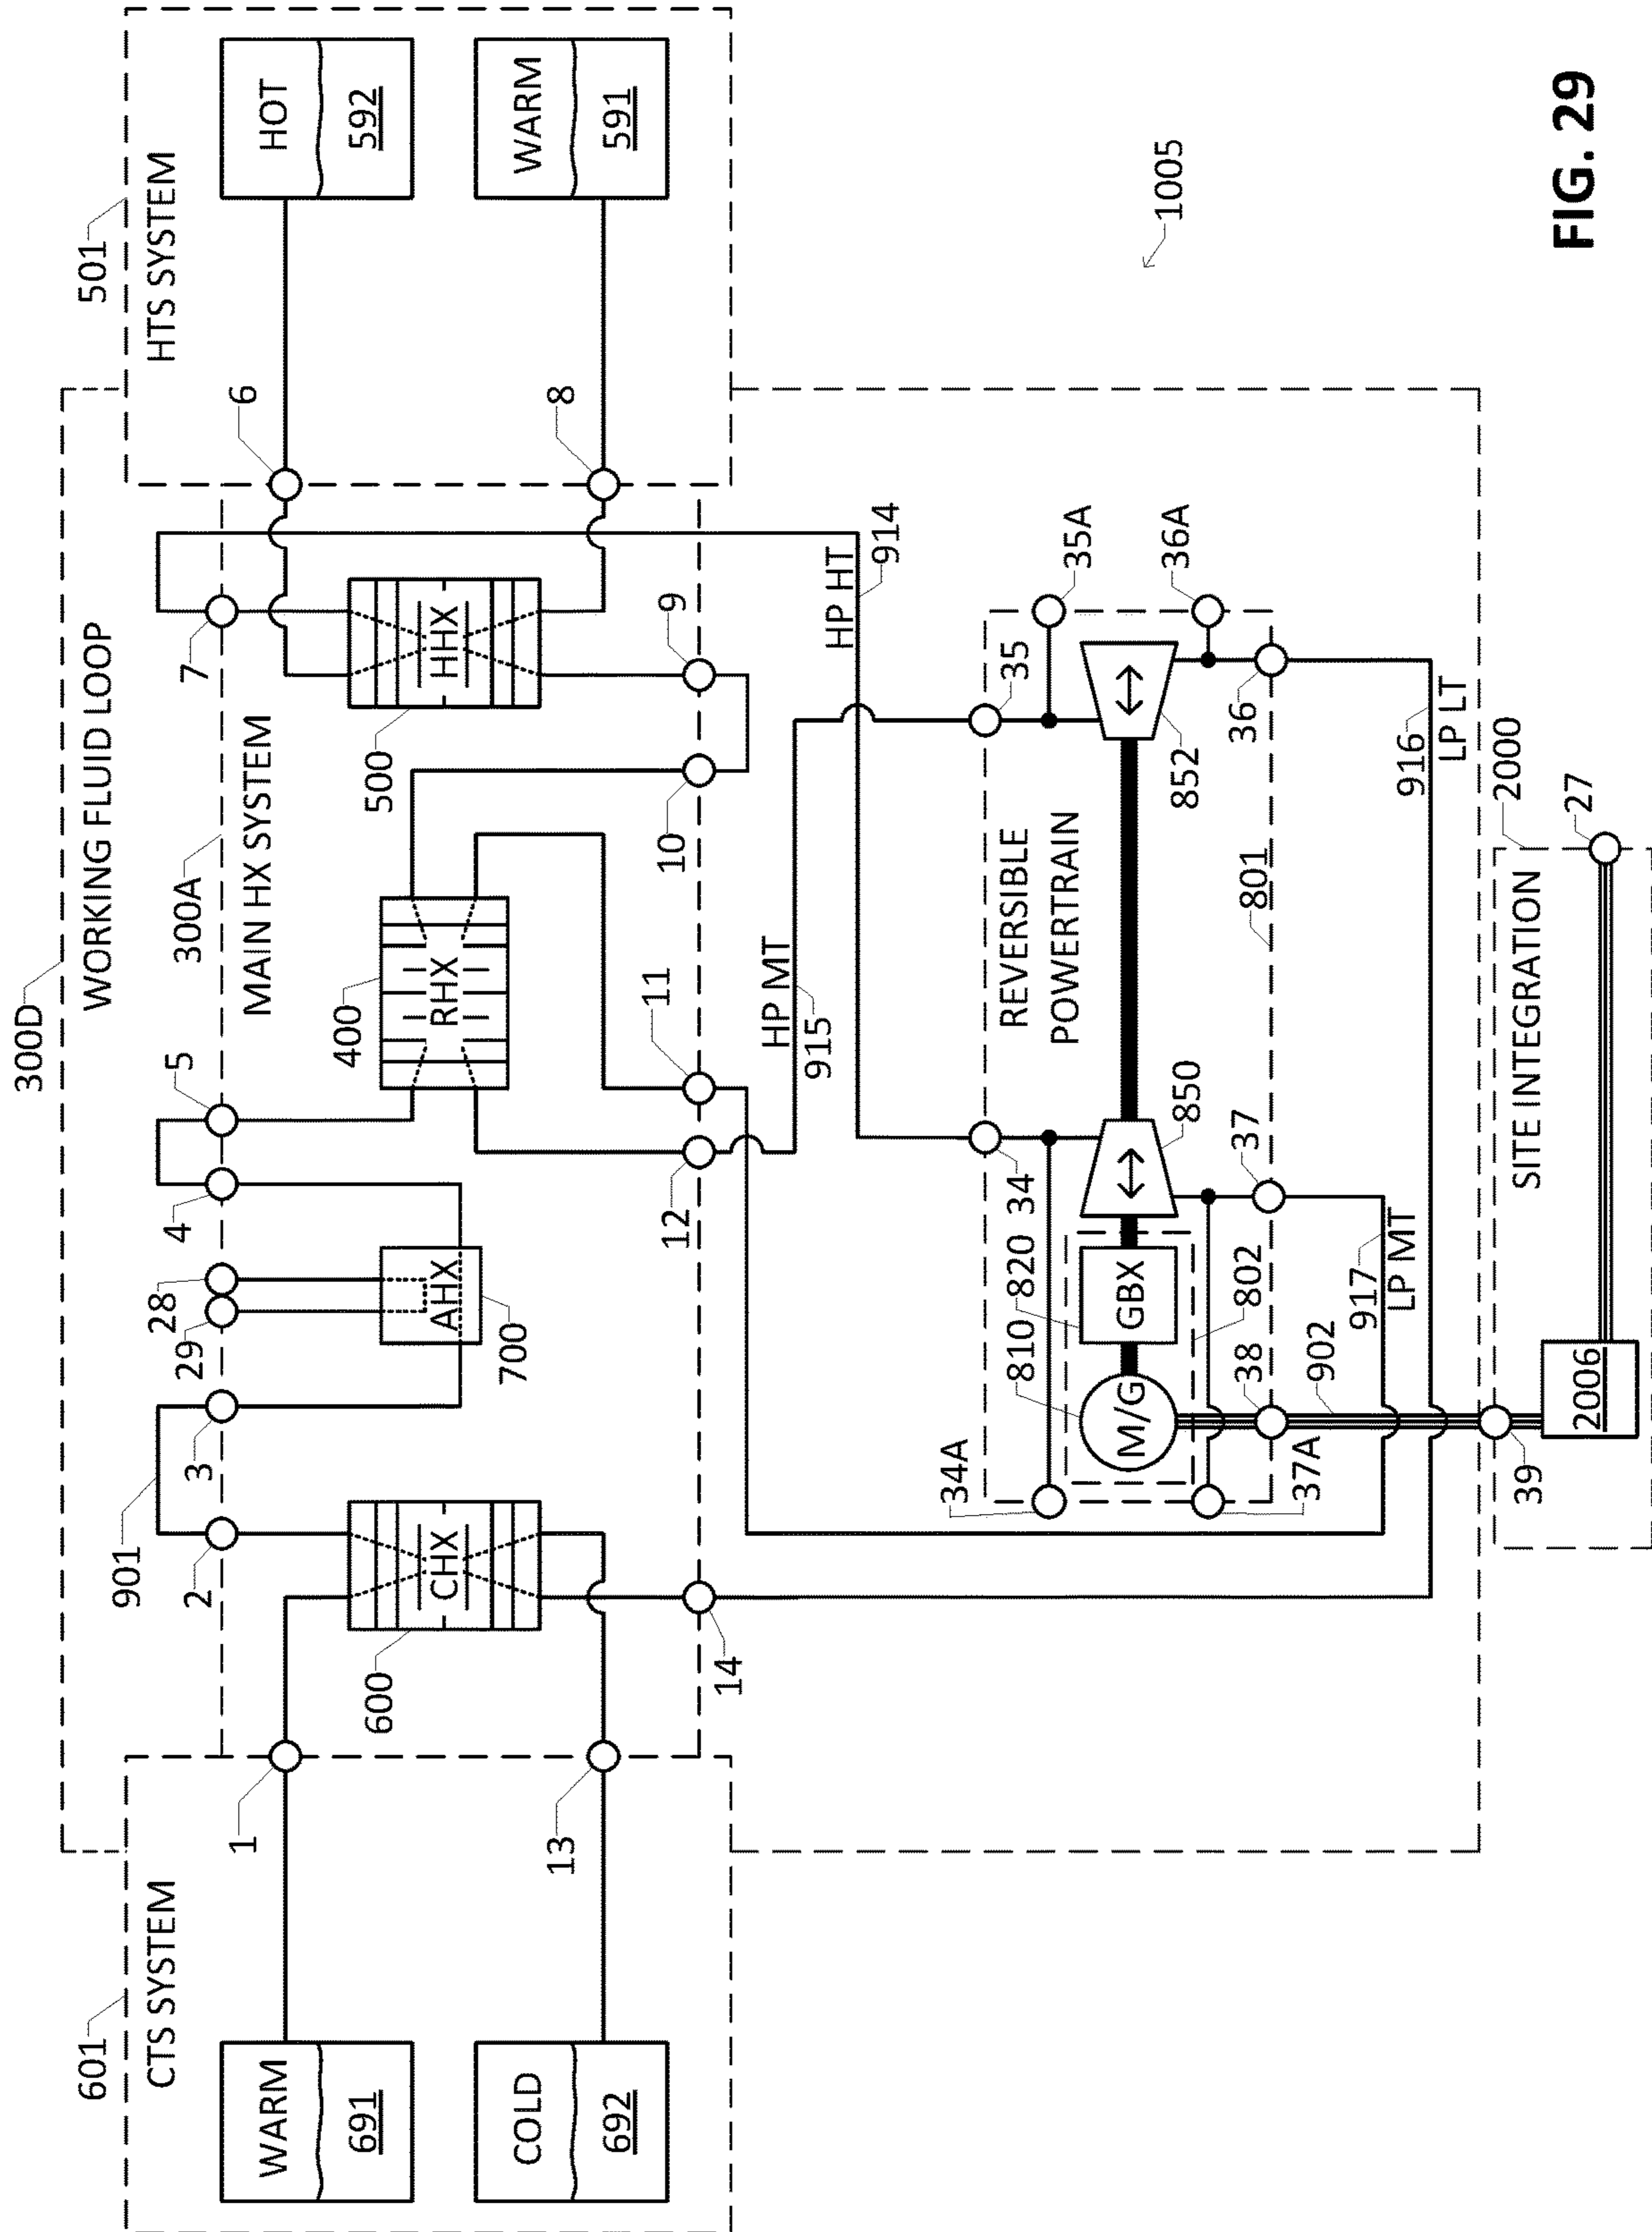 300D
WORKING FLUID LOOP
601
CTS SYSTEM
WARM
691
COLD
692
1
13
901
2
3
29
28
4
5
300A
MAIN HX SYSTEM
7
6
501
HTS SYSTEM
HOT
592
WARM
591
8
600
CHX
AHX
700
400
RHX
500
HHX
14
12
11
10
9
HP MT
915
HP HT
914
34A
34
REVERSIBLE
POWERTRAIN
35
35A
36A
810
820
M/G
GBX
850
852
37A
38
802
37
801
36
902
917
LP MT
916
LP LT
39
2006
SITE INTEGRATION
2000
27
1005
FIG. 29